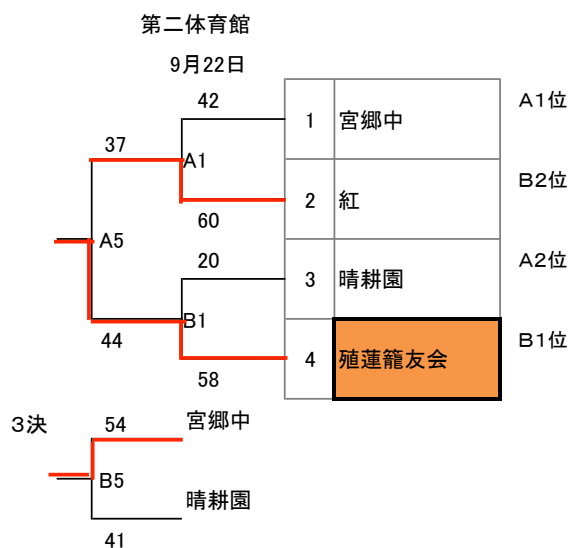 第二体育館
9月22日
42
A1位
1 宮郷中
37
A1
B2位
2 紅
60
A5
20
A2位
3 晴耕園
B1
44
B1位
4 殖蓮籠友会
58
3決
54
宮郷中
B5
晴耕園
41